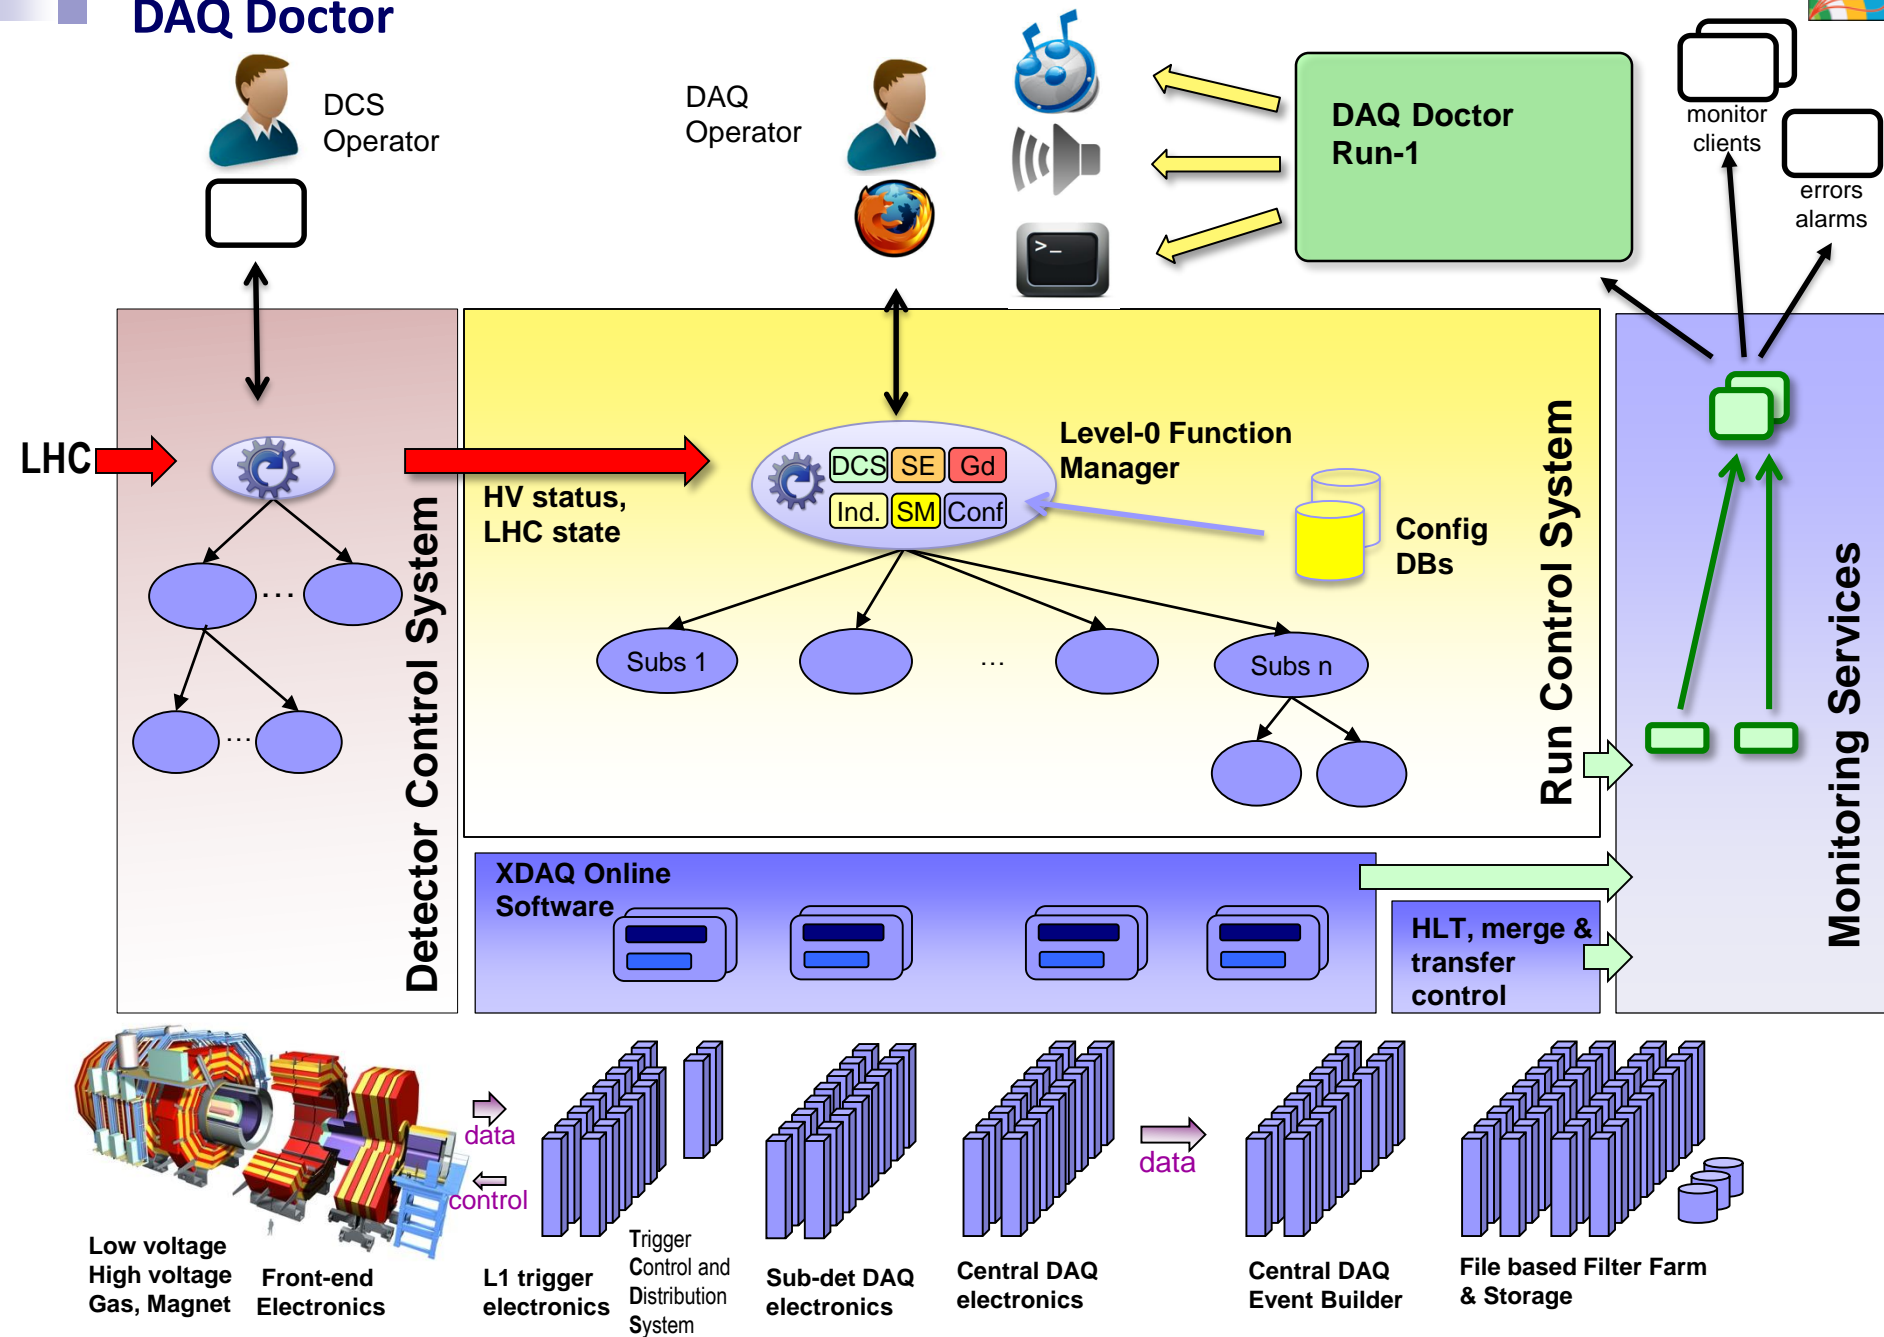 DAQ Doctor
DCS
Operator
DAQ
Operator
DAQ Doctor
Run-1
monitor
clients
errors
alarms
>_
LHC
HV status,
LHC state
DCS SE Gd
Ind. SM Conf
Level-0 Function
Manager
Config
DBs
Detector Control System
Run Control System
Monitoring Services
...
...
Subs 1
...
Subs n
XDAQ Online
Software
HLT, merge &
transfer
control
data
control
data
Low voltage
High voltage
Gas, Magnet
Front-end
Electronics
L1 trigger
electronics
Trigger
Control and
Distribution
System
Sub-det DAQ
electronics
Central DAQ
electronics
Central DAQ
Event Builder
File based Filter Farm
& Storage